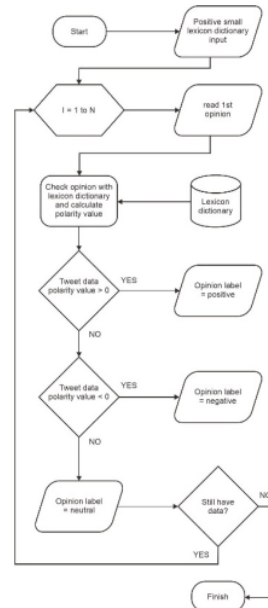 Start
Positive small
lexicon dictionary
input
I = 1 to N
read 1st
opinion
Check opinion with
lexicon dictionary
and calculate
polarity value
Lexicon
dictionary
Tweet data
polarity value > 0
YES
Opinion label
= positive
NO
Tweet data
polarity value < 0
YES
Opinion label
= negative
NO
Opinion label
= neutral
Still have
data?
NO
YES
Finish